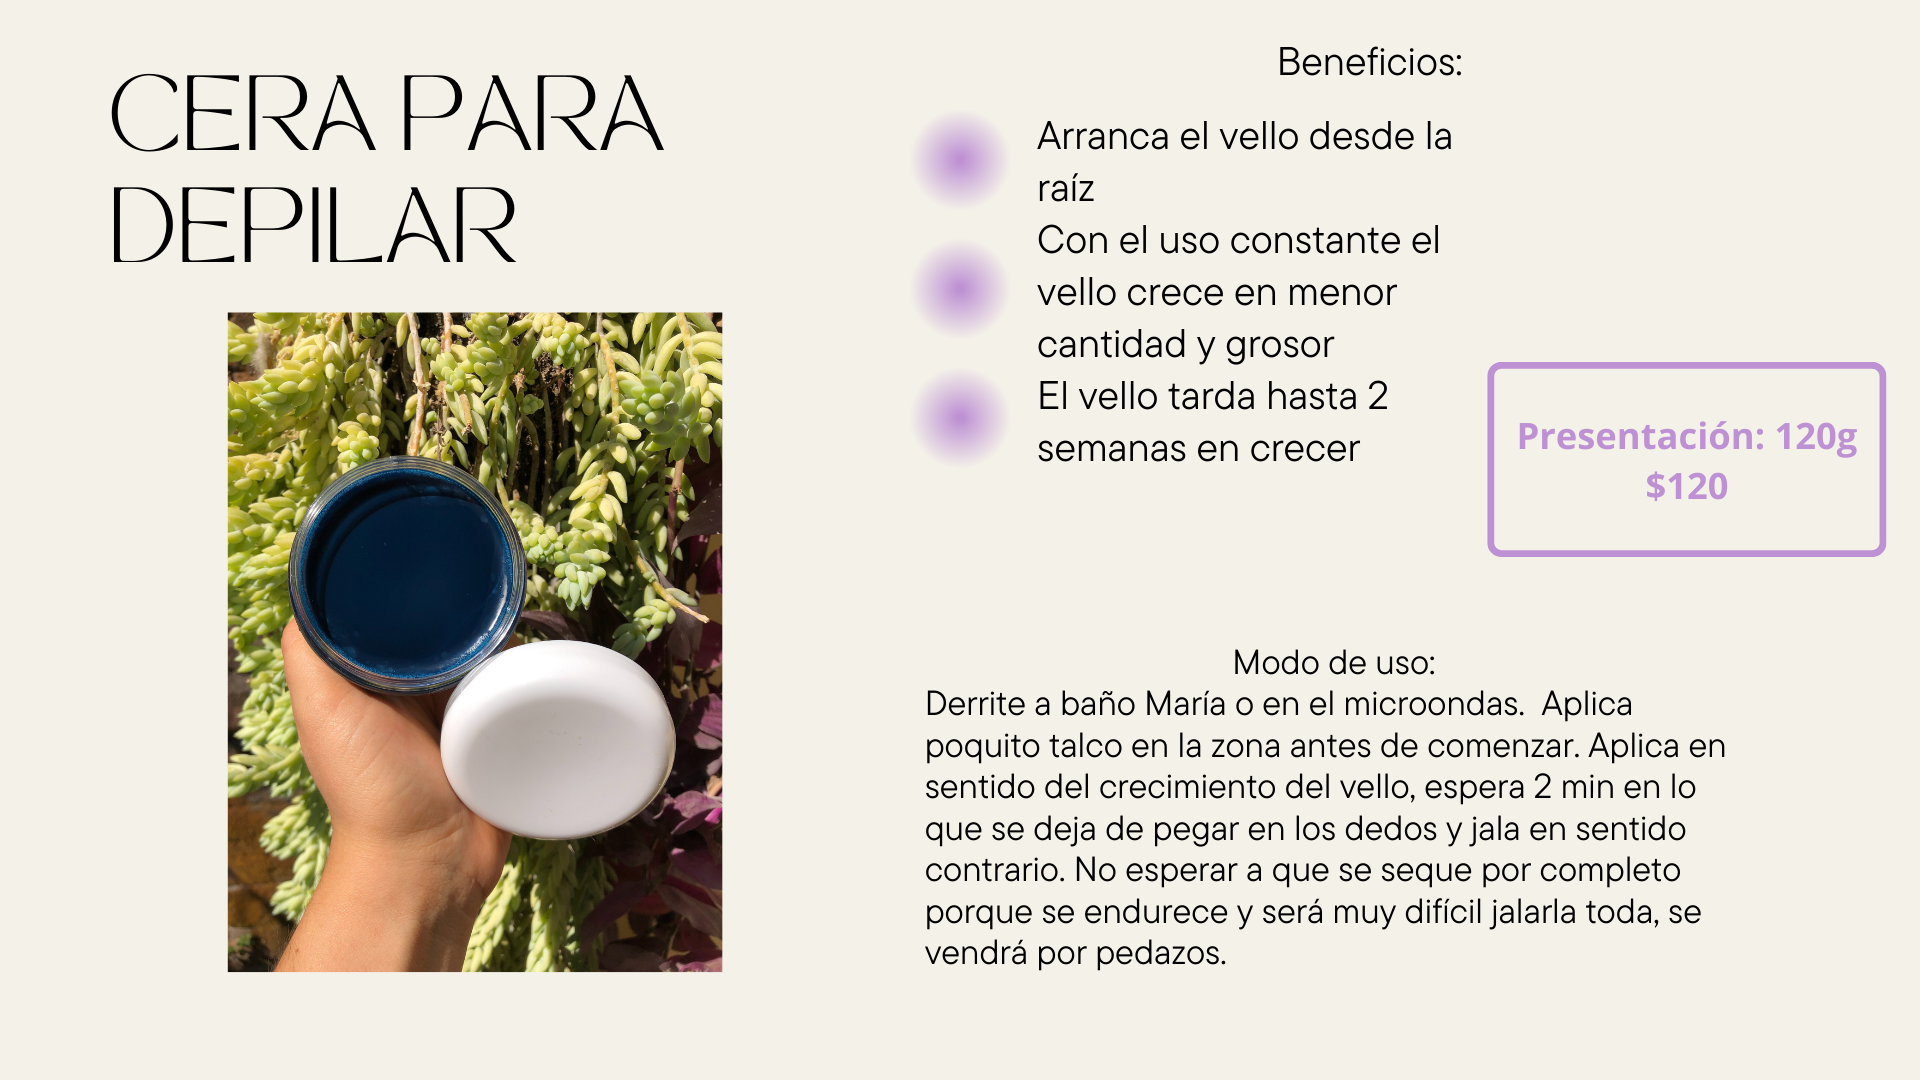 CERA PARA
DEPILAR
Beneficios:
Arranca el vello desde la
raíz
Con el uso constante el
vello crece en menor
cantidad y grosor
El vello tarda hasta 2
semanas en crecer
Presentación: 120g
$120
Modo de uso:
Derrite a baño María o en el microondas.  Aplica
poquito talco en la zona antes de comenzar. Aplica en
sentido del crecimiento del vello, espera 2 min en lo
que se deja de pegar en los dedos y jala en sentido
contrario. No esperar a que se seque por completo
porque se endurece y será muy difícil jalarla toda, se
vendrá por pedazos.